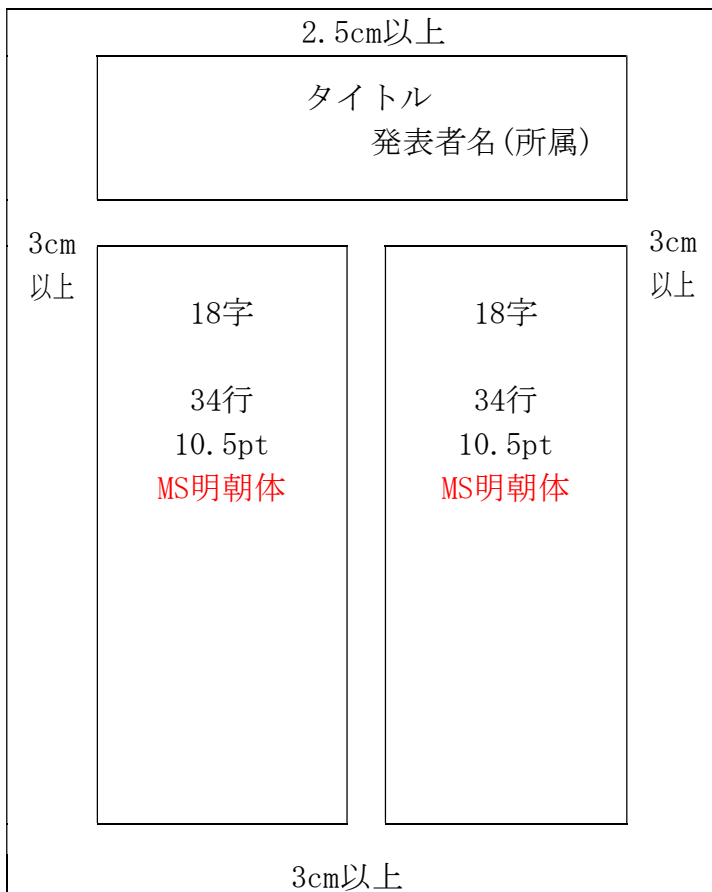 2.5cm以上
タイトル
発表者名(所属)
3cm
以上
3cm
以上
18字
34行
10.5pt
MS明朝体
18字
34行
10.5pt
MS明朝体
3cm以上